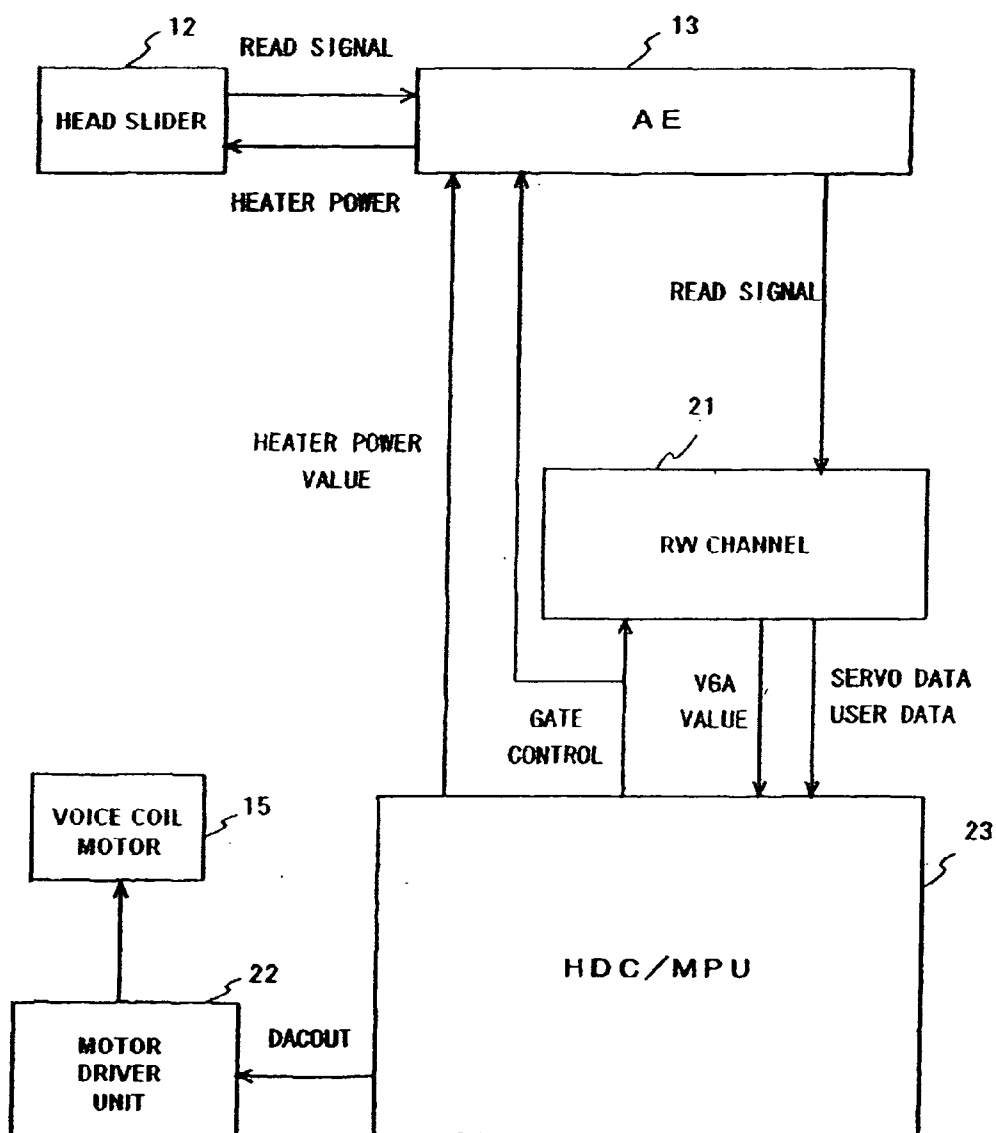 12
READ SIGNAL
13
HEAD SLIDER
AE
HEATER POWER
READ SIGNAL
21
HEATER POWER
VALUE
RW CHANNEL
VGA
VALUE
SERVO DATA
USER DATA
GATE
CONTROL
VOICE COIL
MOTOR
15
23
HDC/MPU
22
MOTOR
DRIVER
UNIT
DACOUT